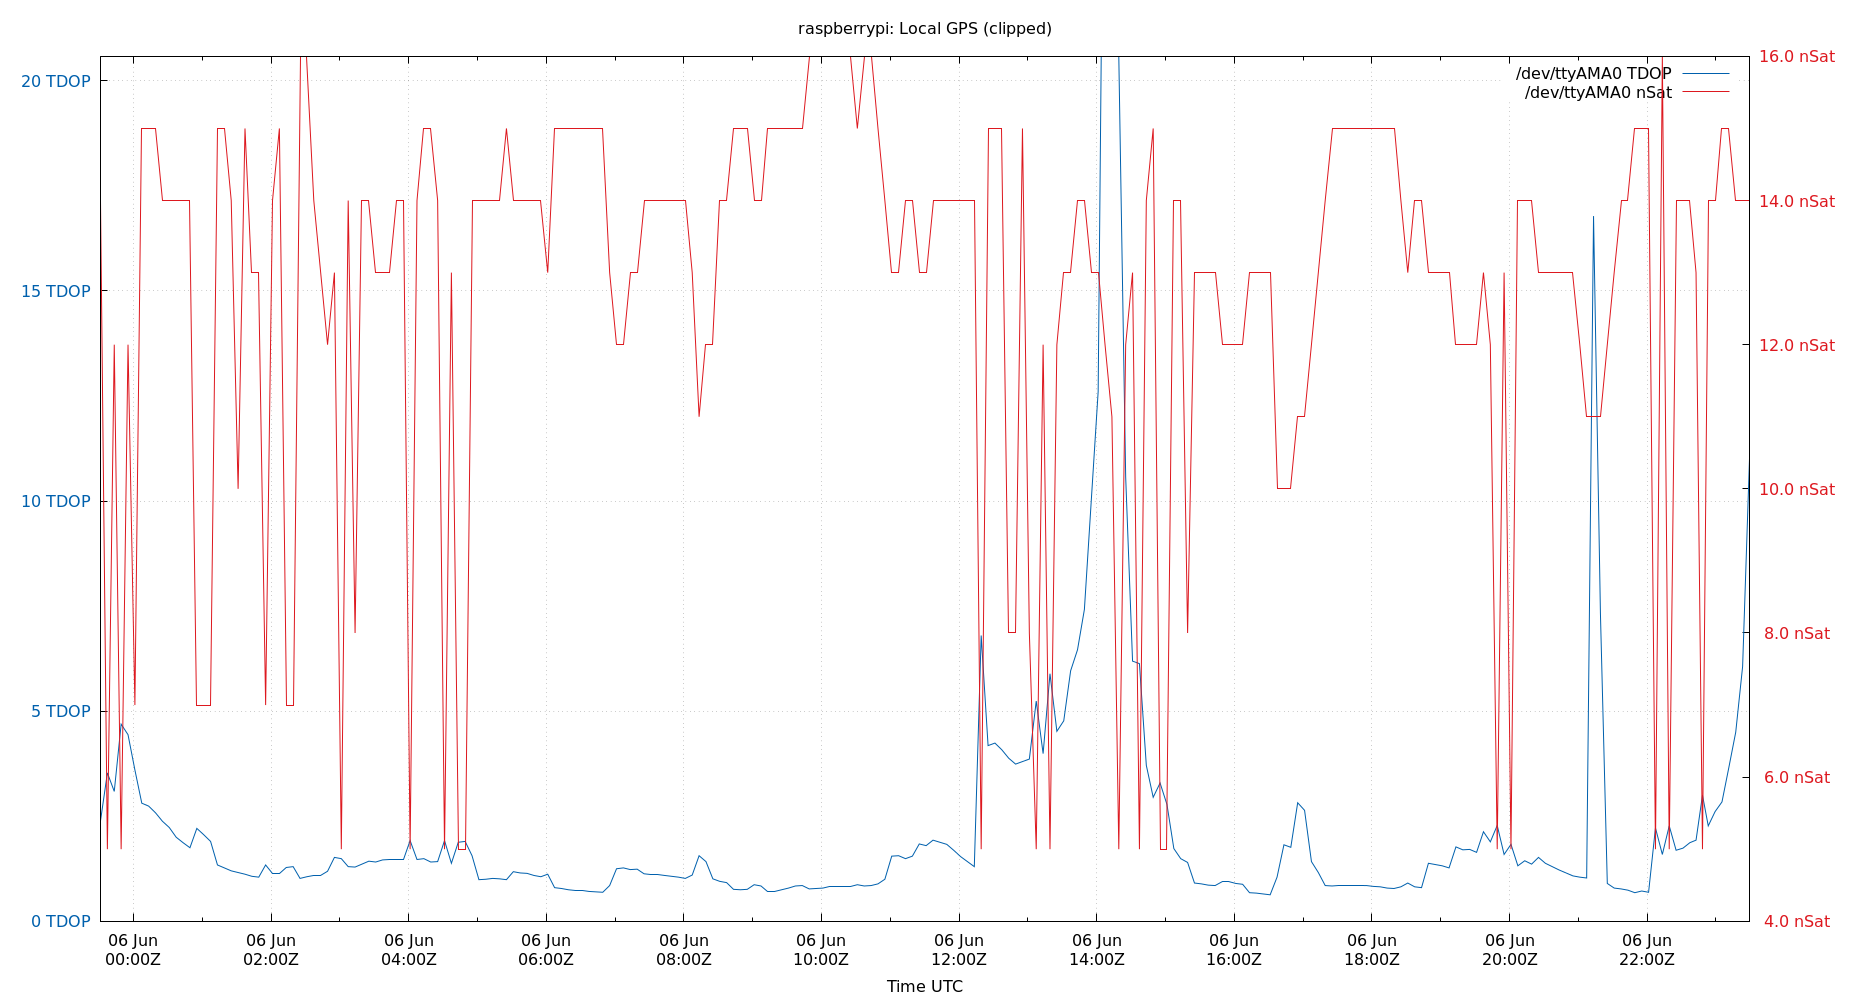 raspberrypi: Local GPS (clipped)
20 TDOP
15 TDOP
10 TDOP
5 TDOP
0 TDOP
16.0 nSat
14.0 nSat
12.0 nSat
10.0 nSat
8.0 nSat
6.0 nSat
4.0 nSat
/dev/ttyAMA0 TDOP
/dev/ttyAMA0 nSat
06 Jun 06 Jun 06 Jun 06 Jun 06 Jun 06 Jun 06 Jun 06 Jun 06 Jun 06 Jun 06 Jun 06 Jun
00:00Z 02:00Z 04:00Z 06:00Z 08:00Z 10:00Z 12:00Z 14:00Z 16:00Z 18:00Z 20:00Z 22:00Z
Time UTC